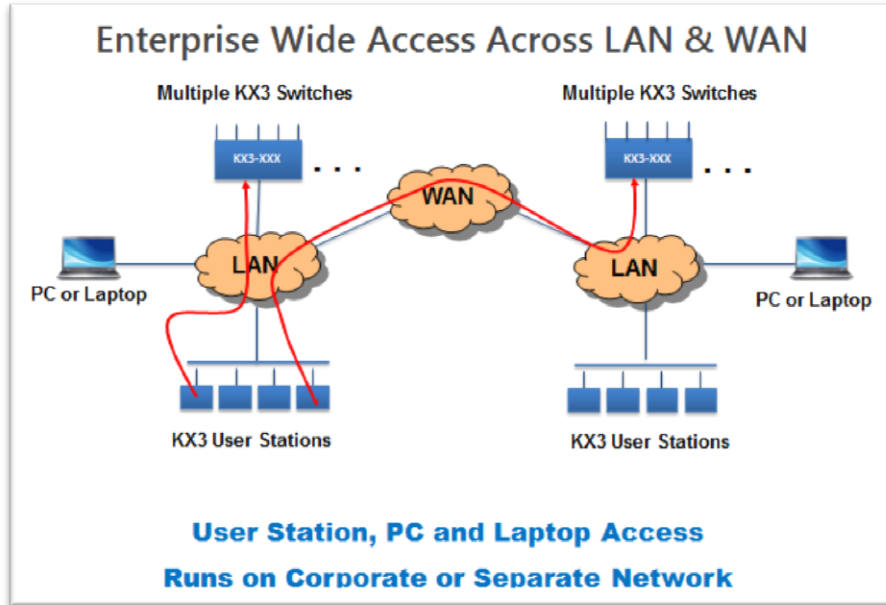 Enterprise Wide Access Across LAN & WAN
Multiple KX3 Switches
Multiple KX3 Switches
KX3-XXX
. . .
KX3-XXX
. . .
WAN
LAN
LAN
PC or Laptop
PC or Laptop
KX3 User Stations
KX3 User Stations
User Station, PC and Laptop Access
Runs on Corporate or Separate Network